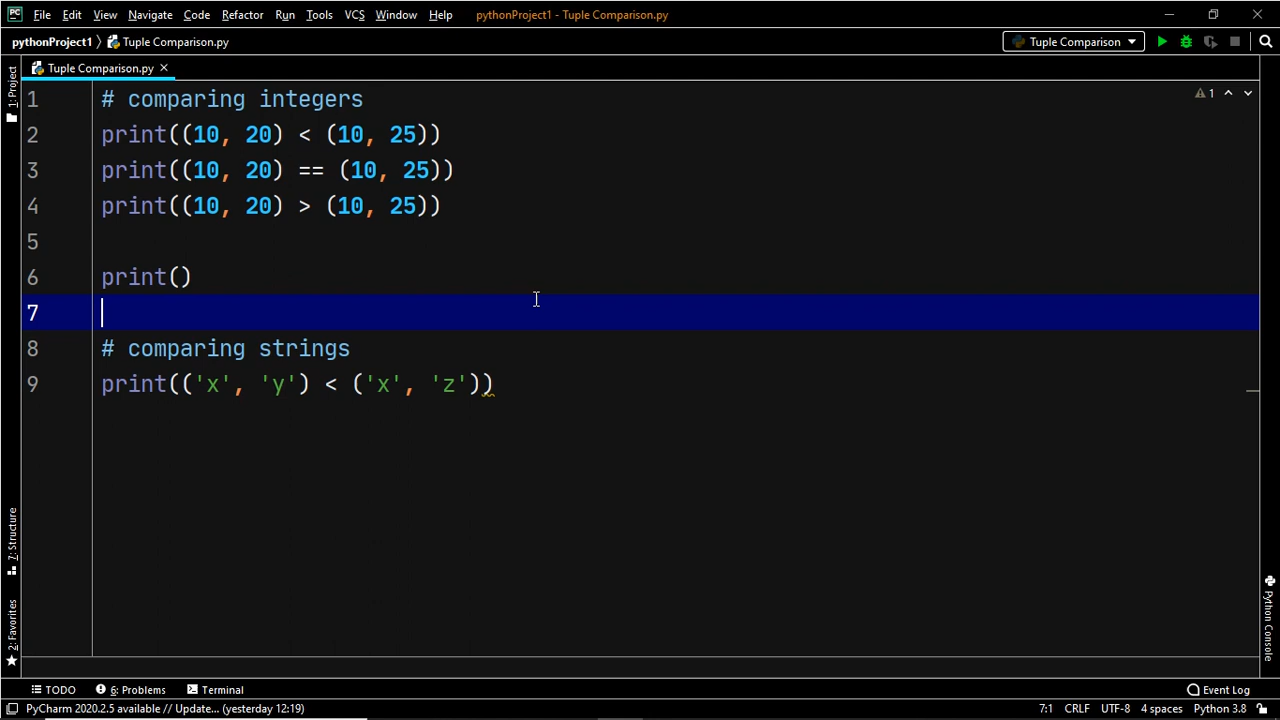 PC File Edit View Navigate Code Refactor Run Tools VCS Window Help pythonProject1 - Tuple Comparison.py
pythonProject1 Tuple Comparison.py Tuple Comparison
1: Project
Tuple Comparison.py
1 # comparing integers
1
2 print((10, 20) < (10, 25))
3 print((10, 20) == (10, 25))
4 print((10, 20) > (10, 25))
5
6 print()
7
8 # comparing strings
9 print(('x', 'y') < ('x', 'z'))
7: Structure
2: Favorites
Python Console
TODO 6: Problems Terminal Event Log
PyCharm 2020.2.5 available // Update... (yesterday 12:19) 7:1 CRLF UTF-8 4 spaces Python 3.8